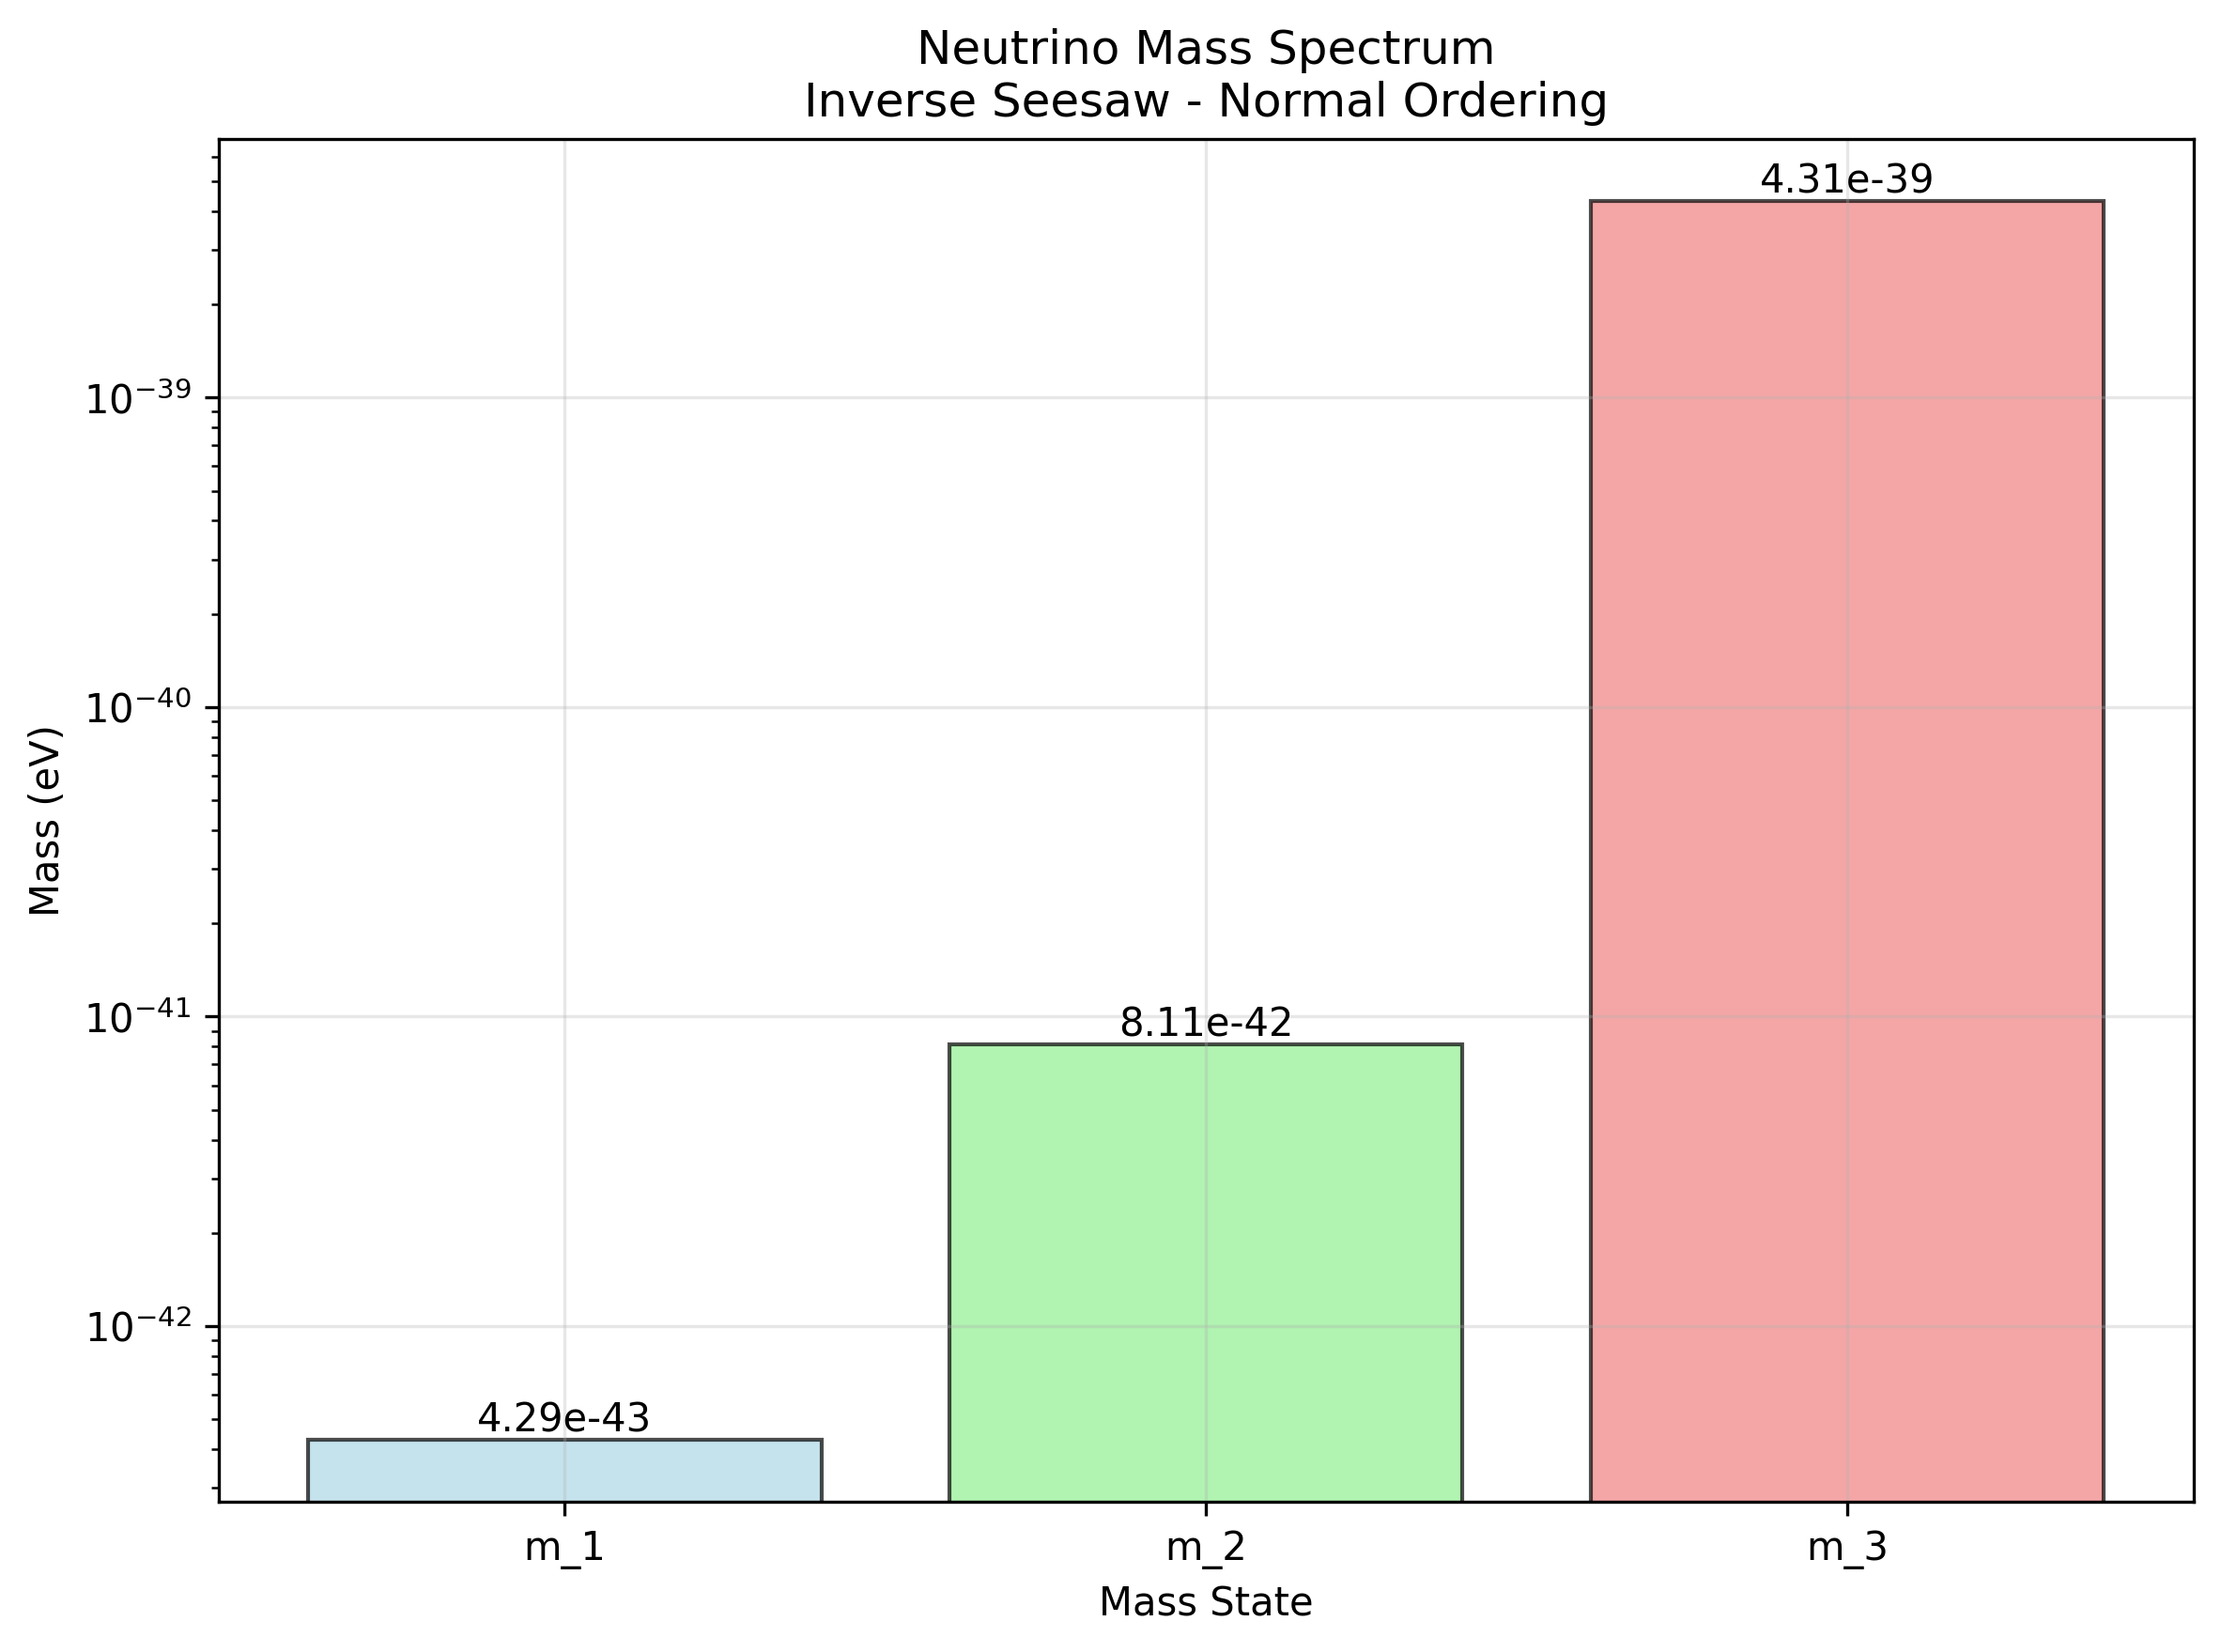 Neutrino Mass Spectrum
Inverse Seesaw - Normal Ordering
4.31e-39
10⁻³⁹
10⁻⁴⁰
Mass (eV)
10⁻⁴¹
8.11e-42
10⁻⁴²
4.29e-43
m_1 m_2 m_3
Mass State